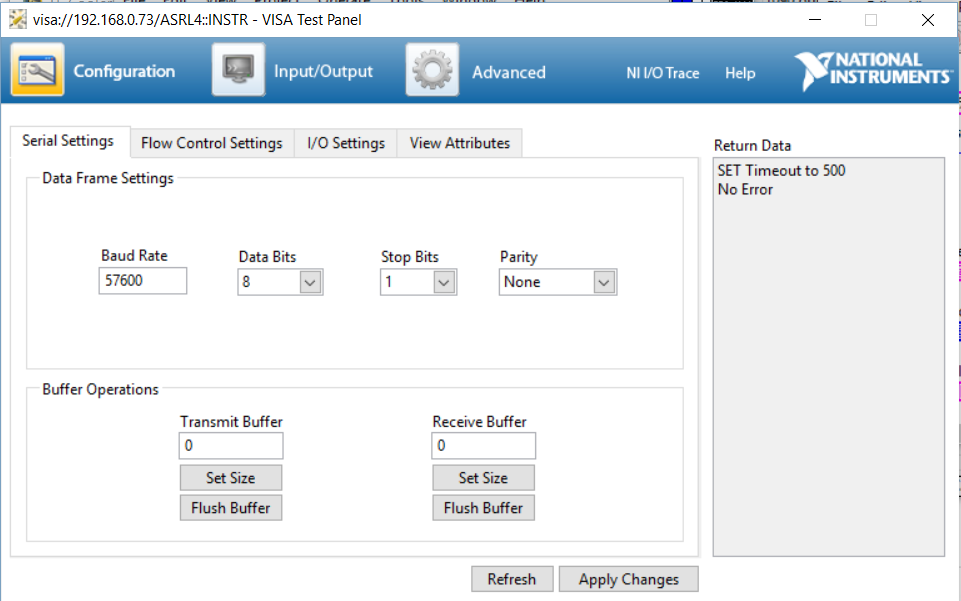 visa://192.168.0.73/ASRL4::INSTR - VISA Test Panel
Configuration
Input/Output
Advanced
NI I/O Trace
Help
NATIONAL
INSTRUMENTS
Serial Settings
Flow Control Settings
I/O Settings
View Attributes
Return Data
SET Timeout to 500
No Error
Data Frame Settings
Baud Rate
Data Bits
Stop Bits
Parity
57600
8
1
None
Buffer Operations
Transmit Buffer
Receive Buffer
0
0
Set Size
Set Size
Flush Buffer
Flush Buffer
Refresh
Apply Changes